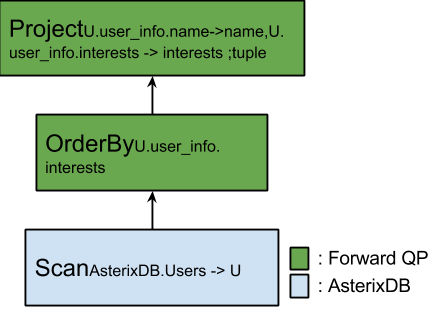 ProjectU.user_info.name->name,U.
user_info.interests -> interests ;tuple
OrderByU.user_info.
interests
ScanAsterixDB.Users -> U
: Forward QP
: AsterixDB